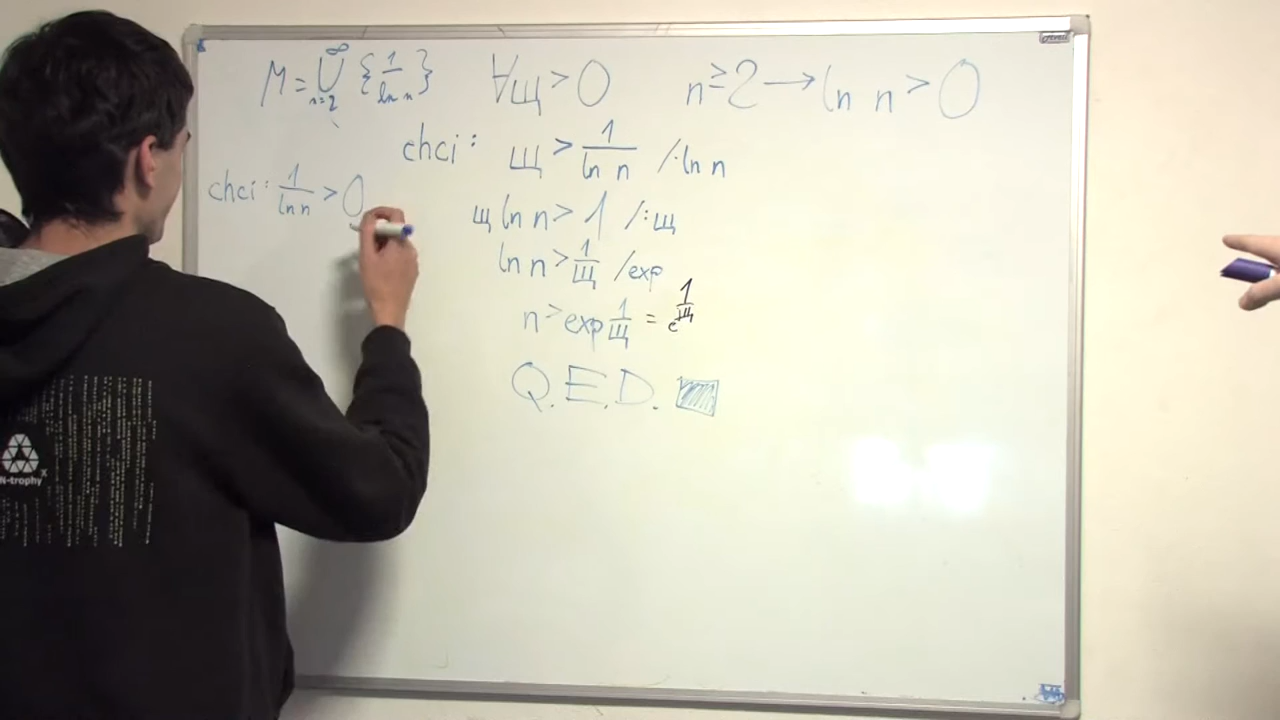 M = ⋃_{n=2}^{∞} { 1/ln n }
∀щ > 0
n ≥ 2 → ln n > 0
chci: щ > 1/ln n /·ln n
щ ln n > 1 /:щ
ln n > 1/щ /exp
n > exp 1/щ = e^{1/щ}
Q.E.D.
chci: 1/ln n > 0
N-trophy
x